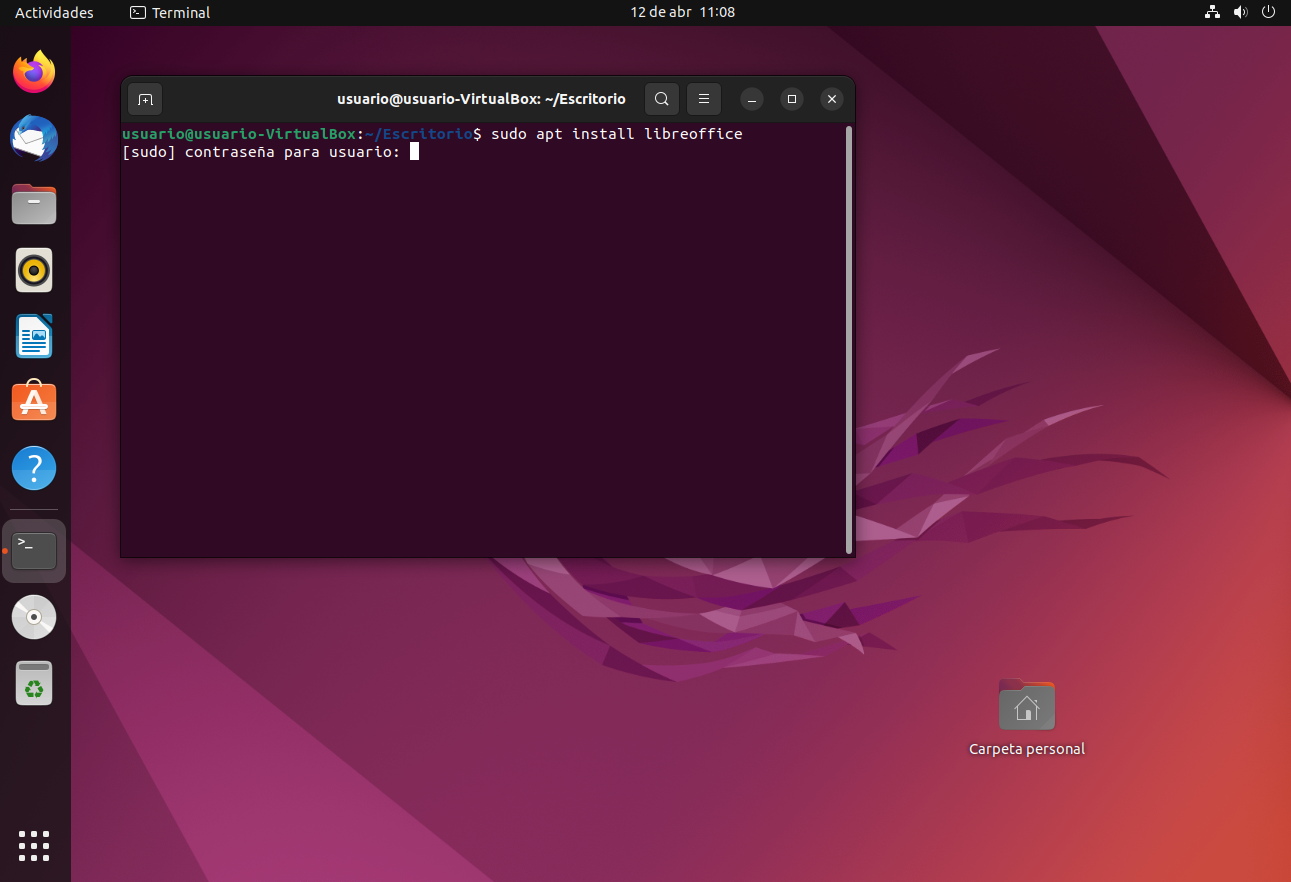 Actividades
Terminal
12 de abr 11:08
usuario@usuario-VirtualBox: ~/Escritorio
usuario@usuario-VirtualBox:~/Escritorio$ sudo apt install libreoffice
[sudo] contraseña para usuario:
Carpeta personal